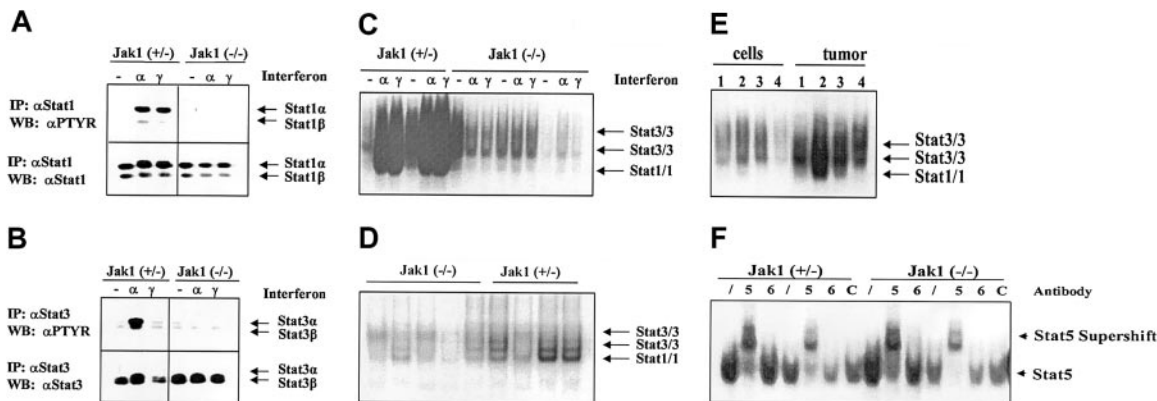 A
Jak1 (+/-) Jak1 (-/-)
- α γ - α γ Interferon
IP: αStat1
WB: αPTYR
Stat1α
Stat1β
IP: αStat1
WB: αStat1
Stat1α
Stat1β
B
Jak1 (+/-) Jak1 (-/-)
- α γ - α γ Interferon
IP: αStat3
WB: αPTYR
Stat3α
Stat3β
IP: αStat3
WB: αStat3
Stat3α
Stat3β
C
Jak1 (+/-) Jak1 (-/-)
- α γ - α γ - α γ - α γ - α γ Interferon
Stat3/3
Stat3/3
Stat1/1
D
Jak1 (-/-) Jak1 (+/-)
Stat3/3
Stat3/3
Stat1/1
E
cells tumor
1 2 3 4 1 2 3 4
Stat3/3
Stat3/3
Stat1/1
F
Jak1 (+/-) Jak1 (-/-)
/ 5 6 / 5 6 C / 5 6 / 5 6 C Antibody
Stat5 Supershift
Stat5